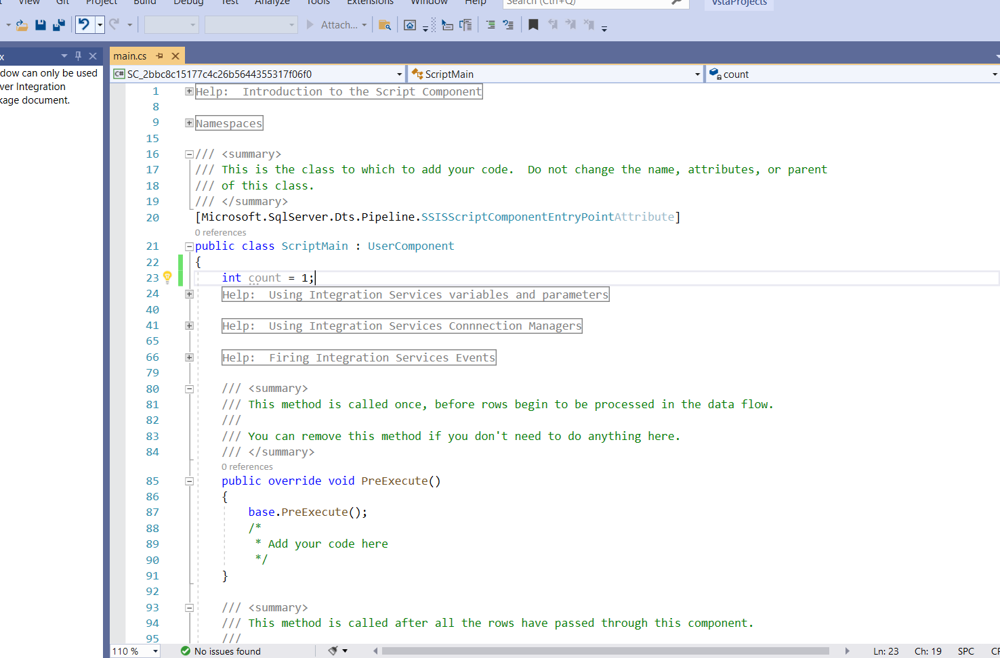 View Git Project Build Debug Test Analyze Tools Extensions Window Help Search (Ctrl+Q) VstaProjects
Attach...
x
main.cs
dow can only be used
ver Integration
kage document.
C# SC_2bbc8c15177c4c26b5644355317f06f0 ScriptMain count
1 Help:  Introduction to the Script Component
8
9 Namespaces
15
16 /// <summary>
17 /// This is the class to which to add your code.  Do not change the name, attributes, or parent
18 /// of this class.
19 /// </summary>
20 [Microsoft.SqlServer.Dts.Pipeline.SSISScriptComponentEntryPointAttribute]
0 references
21 public class ScriptMain : UserComponent
22 {
23 int count = 1;
24 Help:  Using Integration Services variables and parameters
40
41 Help:  Using Integration Services Connnection Managers
65
66 Help:  Firing Integration Services Events
79
80 /// <summary>
81 /// This method is called once, before rows begin to be processed in the data flow.
82 ///
83 /// You can remove this method if you don't need to do anything here.
84 /// </summary>
0 references
85 public override void PreExecute()
86 {
87 base.PreExecute();
88 /*
89 * Add your code here
90 */
91 }
92
93 /// <summary>
94 /// This method is called after all the rows have passed through this component.
95 ///
110 % No issues found Ln: 23 Ch: 19 SPC